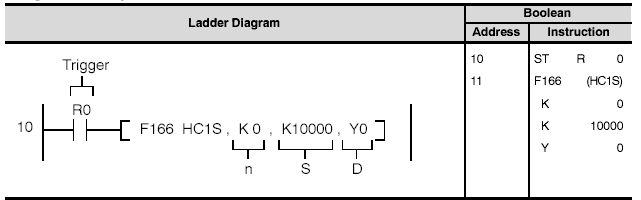 Ladder Diagram
Boolean
Address Instruction
Trigger
R0
10
F166 HC1S , K 0 , K10000 , Y0
n S D
10 ST R 0
11 F166 (HC1S)
K 0
K 10000
Y 0